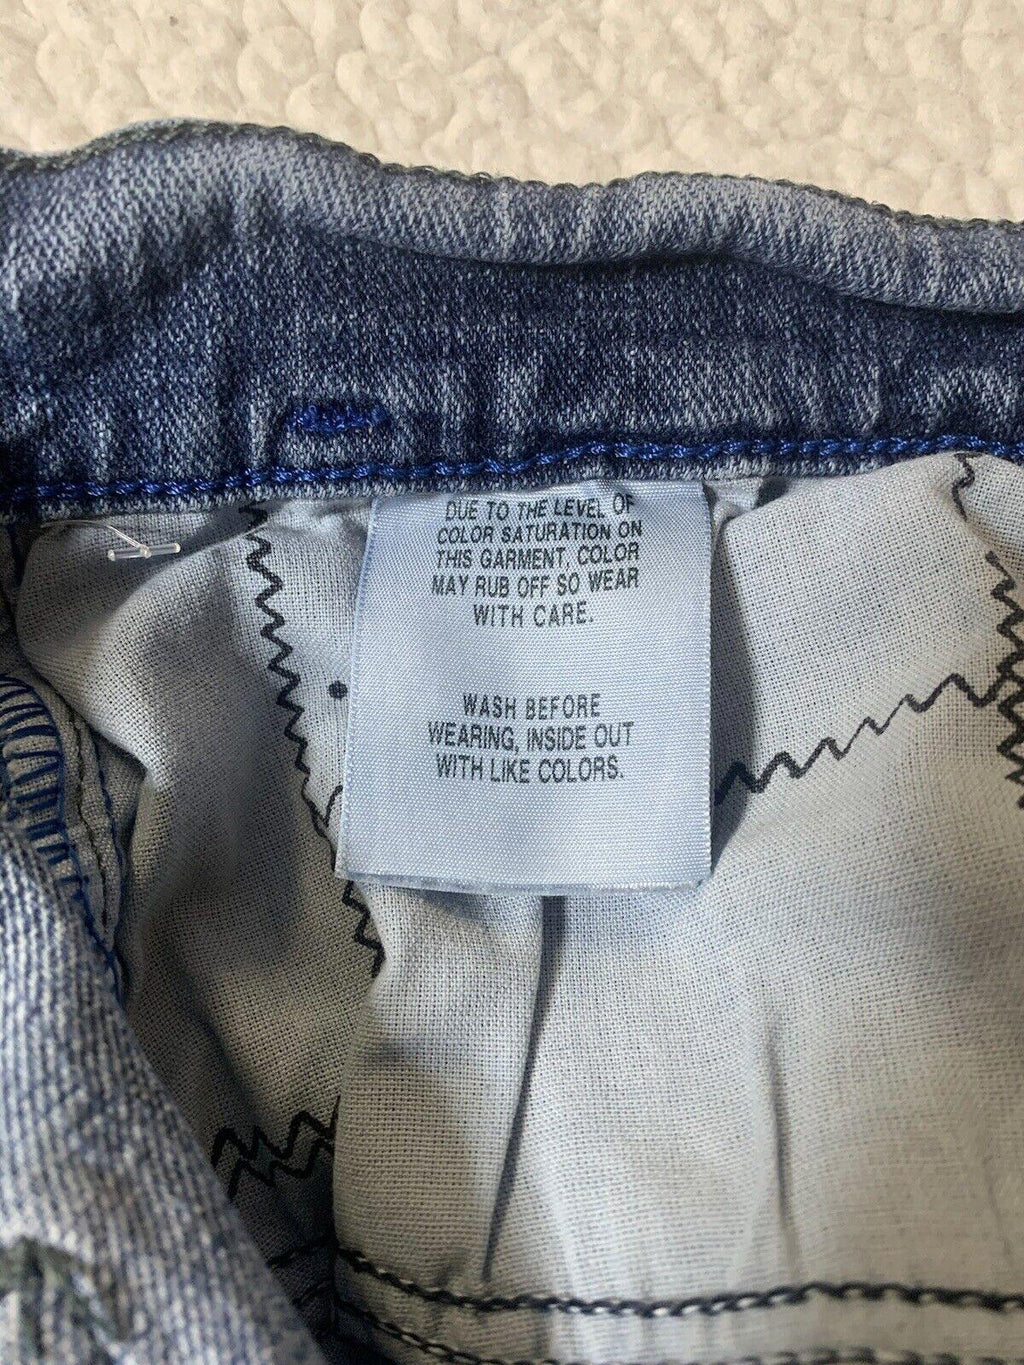 DUE TO THE LEVEL OF
COLOR SATURATION ON
THIS GARMENT, COLOR
MAY RUB OFF SO WEAR
WITH CARE.
WASH BEFORE
WEARING, INSIDE OUT
WITH LIKE COLORS.